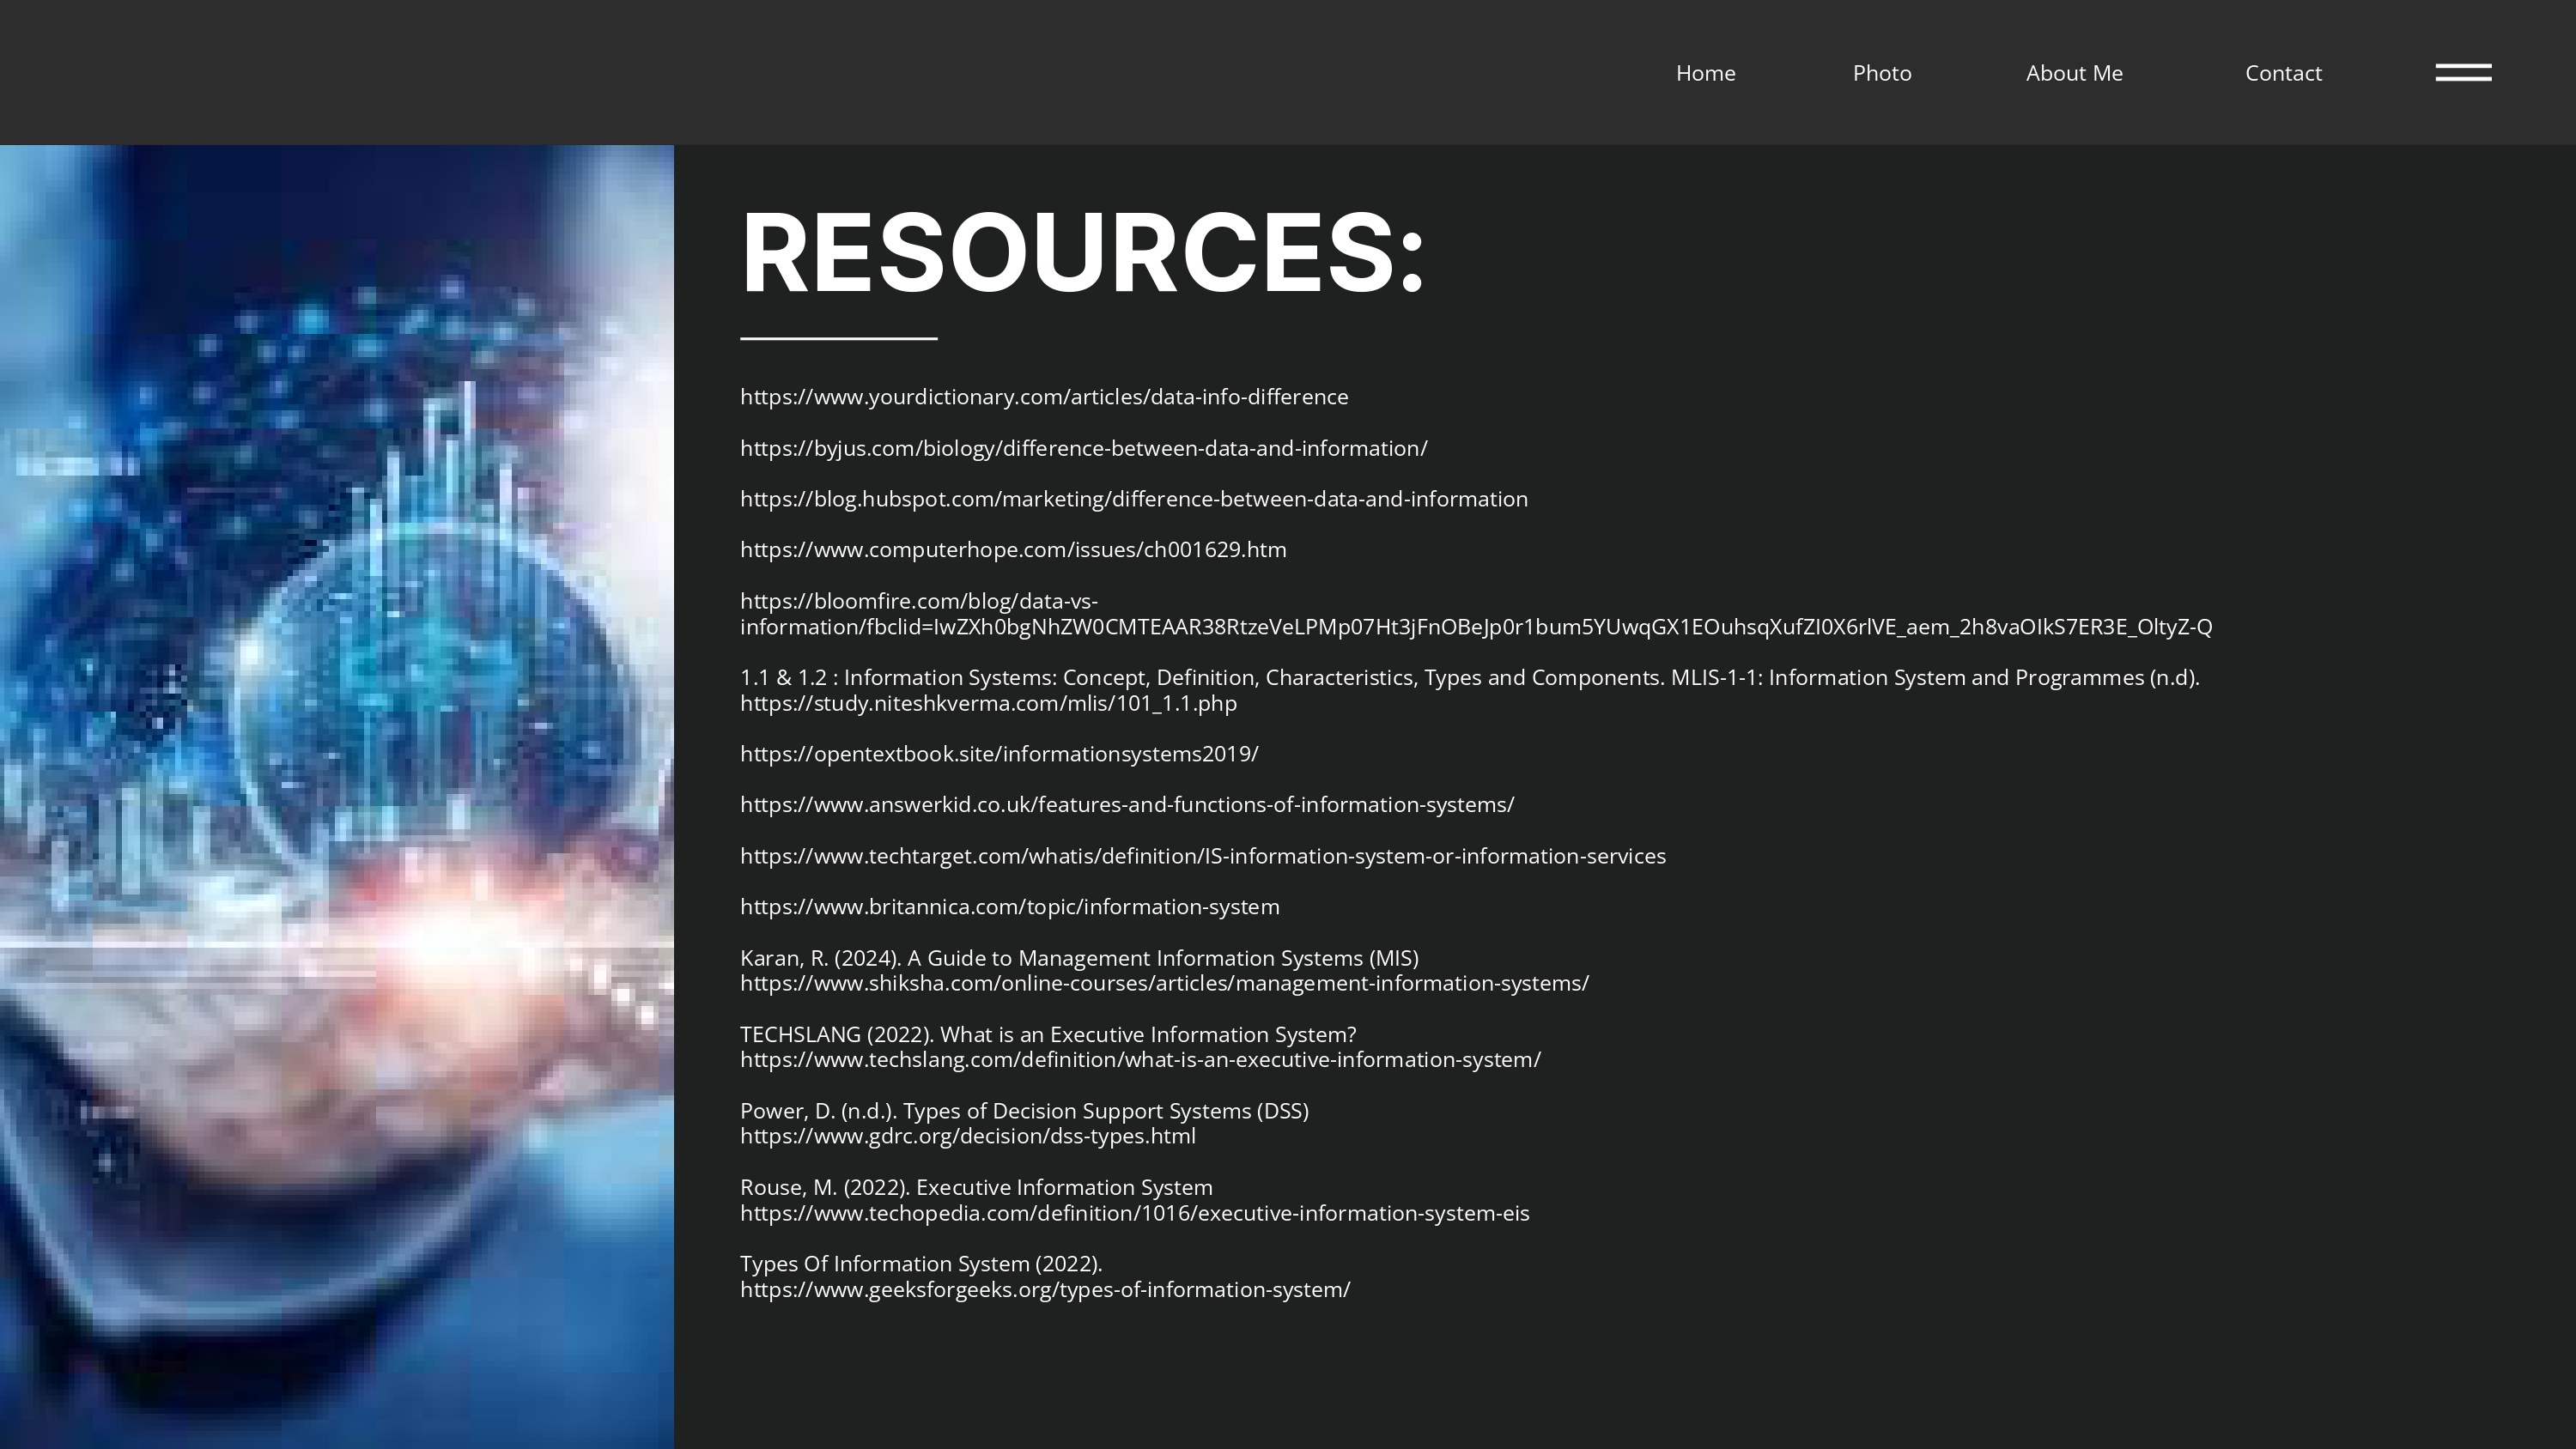 Home
Photo
About Me
Contact
RESOURCES:
https://www.yourdictionary.com/articles/data-info-difference
https://byjus.com/biology/difference-between-data-and-information/
https://blog.hubspot.com/marketing/difference-between-data-and-information
https://www.computerhope.com/issues/ch001629.htm
https://bloomfire.com/blog/data-vs-
information/fbclid=IwZXh0bgNhZW0CMTEAAR38RtzeVeLPMp07Ht3jFnOBeJp0r1bum5YUwqGX1EOuhsqXufZI0X6rlVE_aem_2h8vaOIkS7ER3E_OltyZ-Q
1.1 & 1.2 : Information Systems: Concept, Definition, Characteristics, Types and Components. MLIS-1-1: Information System and Programmes (n.d).
https://study.niteshkverma.com/mlis/101_1.1.php
https://opentextbook.site/informationsystems2019/
https://www.answerkid.co.uk/features-and-functions-of-information-systems/
https://www.techtarget.com/whatis/definition/IS-information-system-or-information-services
https://www.britannica.com/topic/information-system
Karan, R. (2024). A Guide to Management Information Systems (MIS)
https://www.shiksha.com/online-courses/articles/management-information-systems/
TECHSLANG (2022). What is an Executive Information System?
https://www.techslang.com/definition/what-is-an-executive-information-system/
Power, D. (n.d.). Types of Decision Support Systems (DSS)
https://www.gdrc.org/decision/dss-types.html
Rouse, M. (2022). Executive Information System
https://www.techopedia.com/definition/1016/executive-information-system-eis
Types Of Information System (2022).
https://www.geeksforgeeks.org/types-of-information-system/